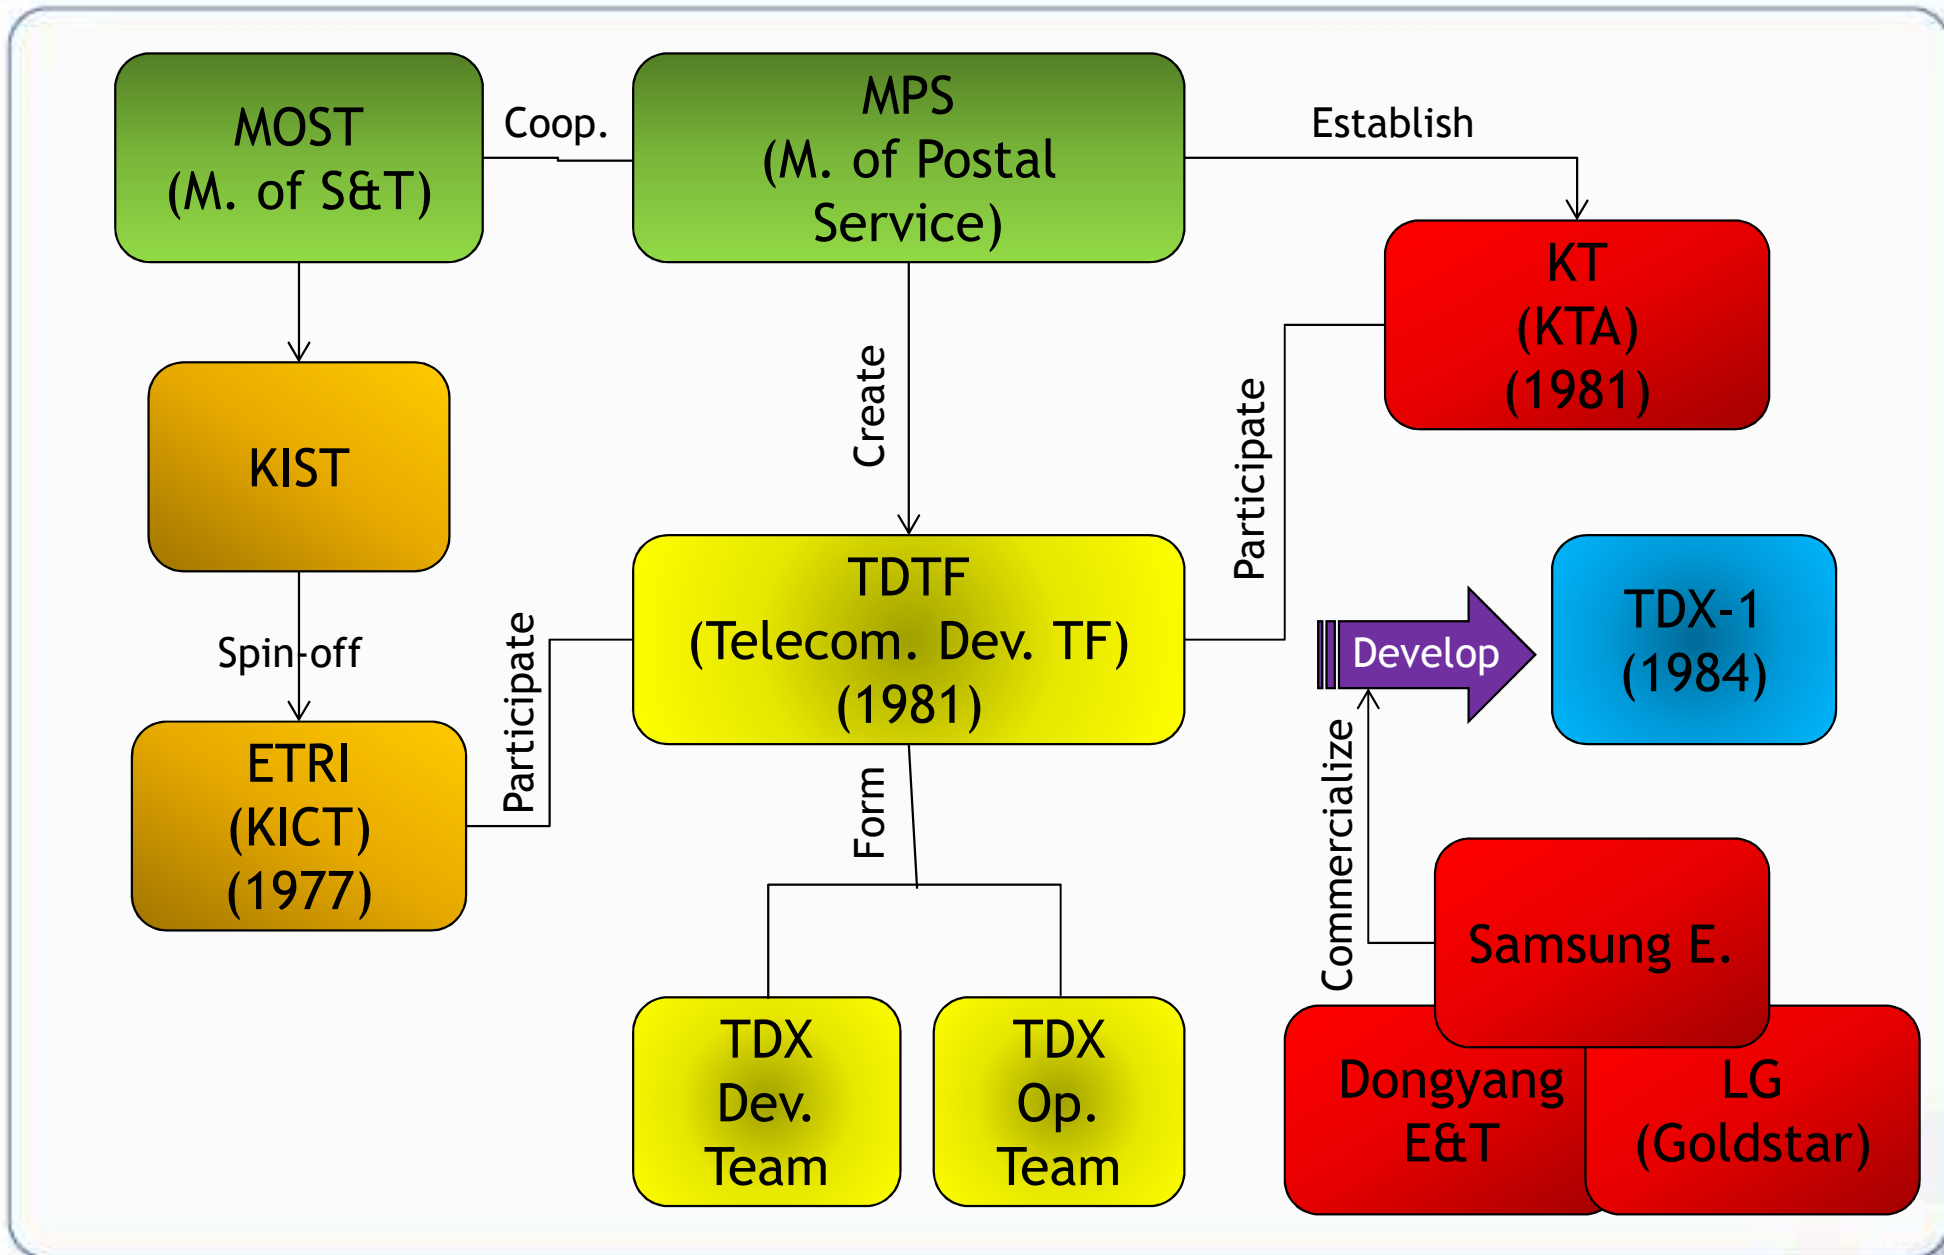 MOST
(M. of S&T)
Coop.
MPS
(M. of Postal
Service)
Establish
KT
(KTA)
(1981)
KIST
Create
Participate
Spin-off
TDTF
(Telecom. Dev. TF)
(1981)
Develop
TDX-1
(1984)
ETRI
(KICT)
(1977)
Participate
Form
Commercialize
Samsung E.
TDX
Dev.
Team
TDX
Op.
Team
Dongyang
E&T
LG
(Goldstar)